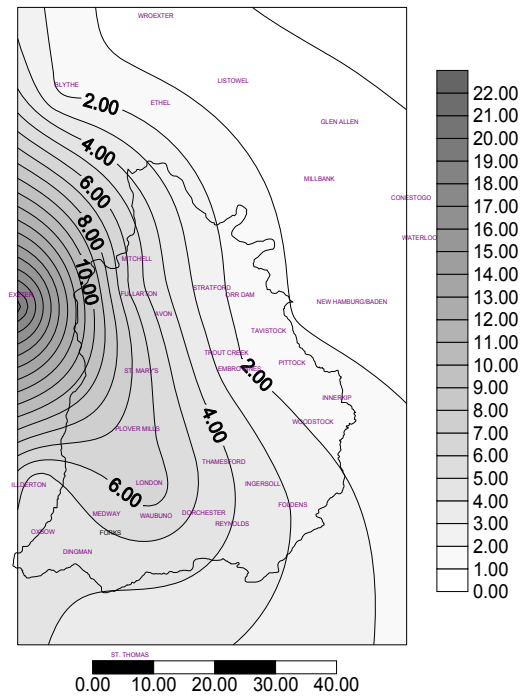 WROEXTER
BLYTHE
LISTOWEL
2.00
ETHEL
22.00
21.00
20.00
GLEN ALLEN
4.00
19.00
18.00
6.00
MILLBANK
17.00
CONESTOGO
16.00
8.00
WATERLOO
15.00
MITCHELL
14.00
10.00
EXETER
FULLARTON
STRATFORD
ORR DAM
NEW HAMBURG/BADEN
13.00
AVON
12.00
TAVISTOCK
11.00
TROUT CREEK
10.00
ST. MARY'S
EMBRO
2.00
PITTOCK
9.00
INNERKIP
8.00
4.00
PLOVER MILLS
WOODSTOCK
7.00
6.00
THAMESFORD
5.00
ILDERTON
6.00
LONDON
INGERSOLL
4.00
MEDWAY
WAUBUNO
DORCHESTER
FOLDENS
3.00
OXBOW
FORKS
REYNOLDS
DINGMAN
2.00
1.00
0.00
ST. THOMAS
0.00 10.00 20.00 30.00 40.00